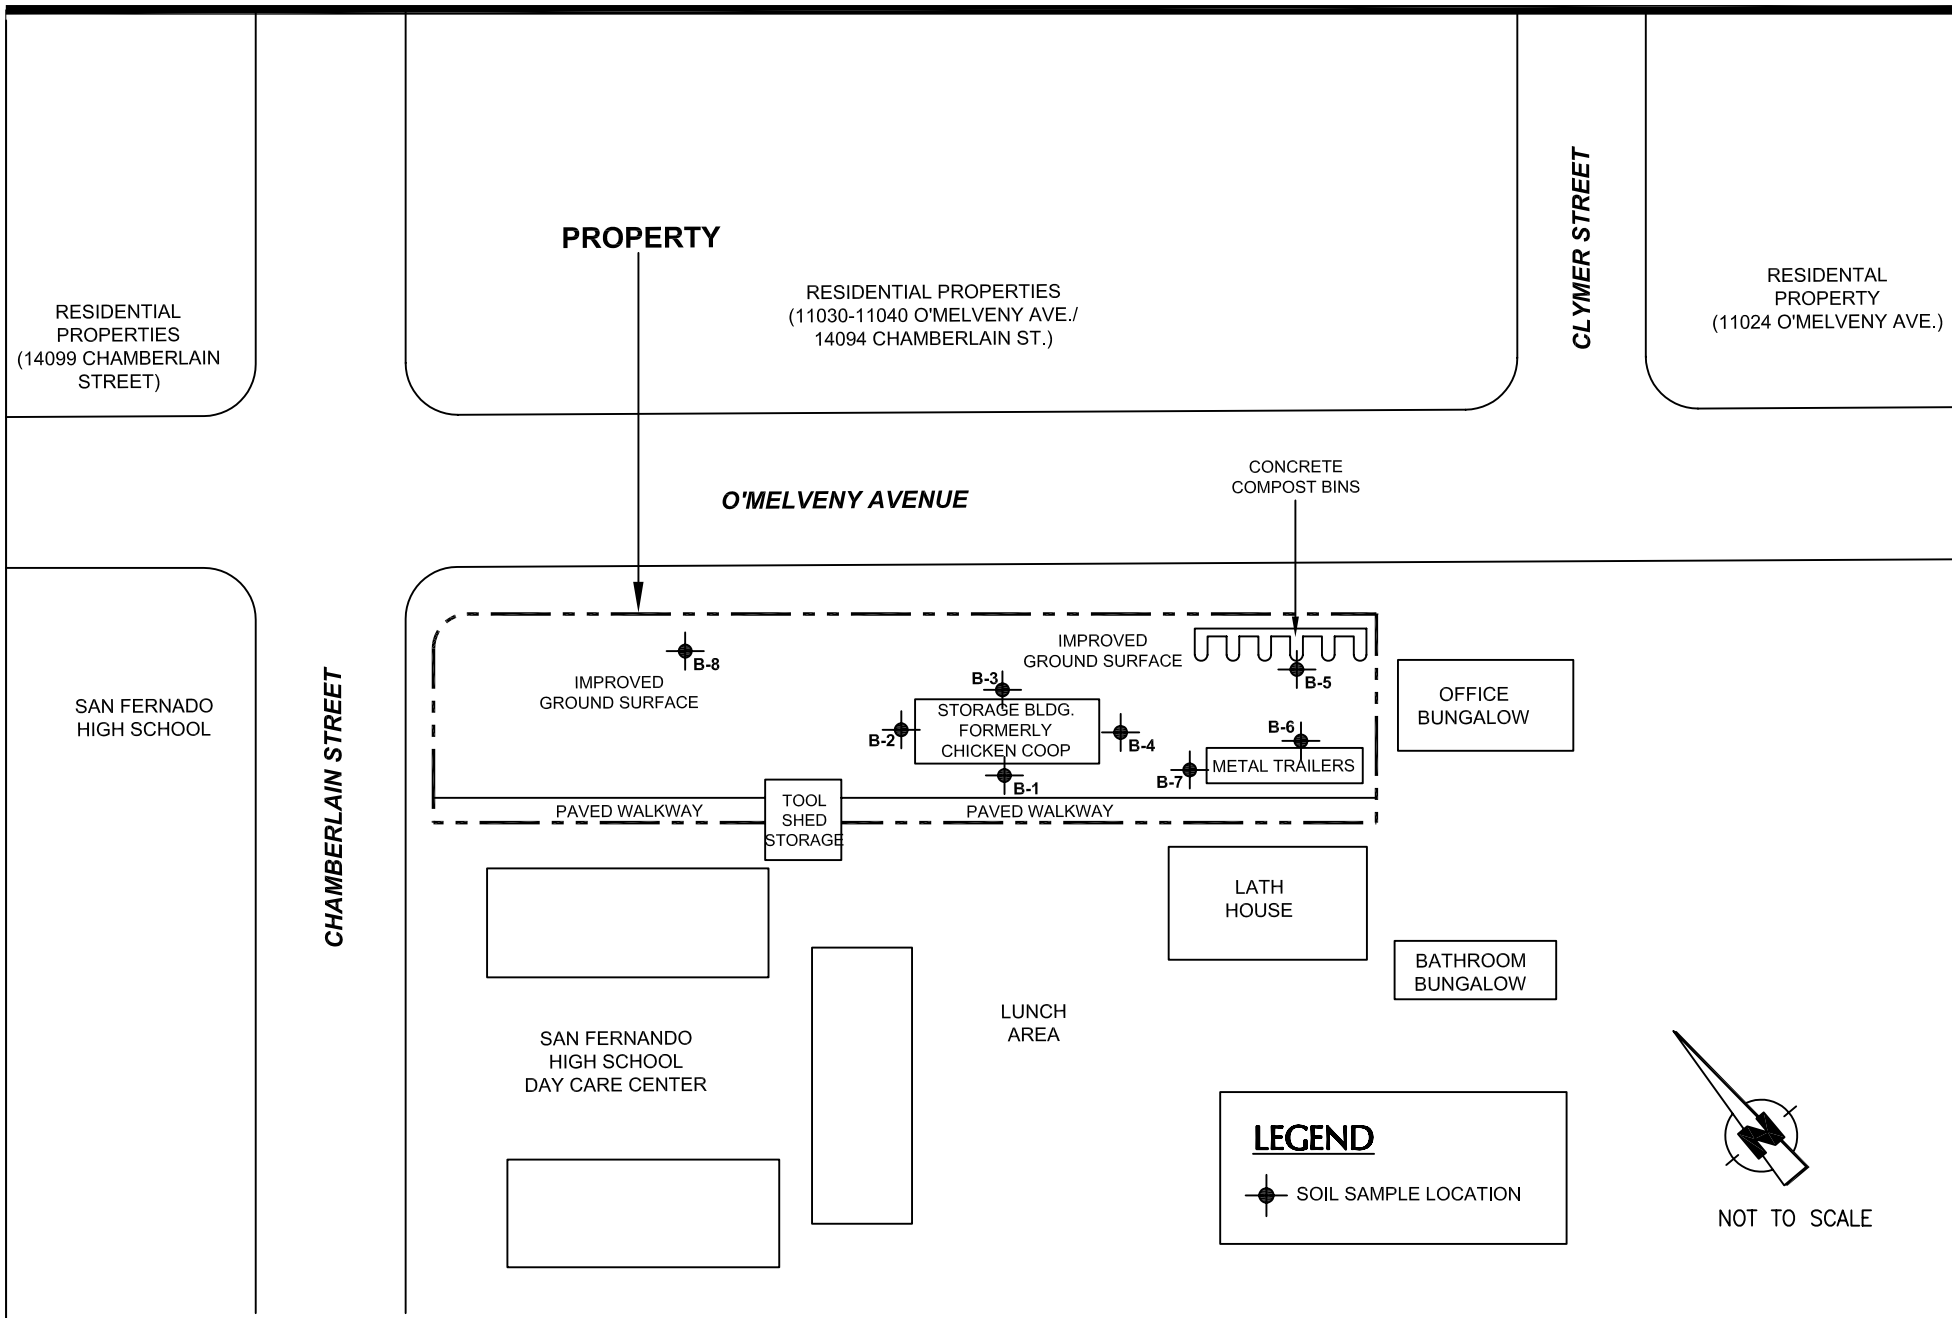 PROPERTY
CLYMER STREET
RESIDENTIAL
PROPERTIES
(14099 CHAMBERLAIN
STREET)
RESIDENTIAL PROPERTIES
(11030-11040 O'MELVENY AVE./
14094 CHAMBERLAIN ST.)
RESIDENTAL
PROPERTY
(11024 O'MELVENY AVE.)
O'MELVENY AVENUE
CONCRETE
COMPOST BINS
SAN FERNADO
HIGH SCHOOL
CHAMBERLAIN STREET
B-8
IMPROVED
GROUND SURFACE
IMPROVED
GROUND SURFACE
B-3
B-5
STORAGE BLDG.
FORMERLY
CHICKEN COOP
B-2
B-4
B-1
B-6
METAL TRAILERS
B-7
OFFICE
BUNGALOW
PAVED WALKWAY
TOOL
SHED
STORAGE
PAVED WALKWAY
LATH
HOUSE
BATHROOM
BUNGALOW
LUNCH
AREA
SAN FERNANDO
HIGH SCHOOL
DAY CARE CENTER
LEGEND
SOIL SAMPLE LOCATION
N
NOT TO SCALE